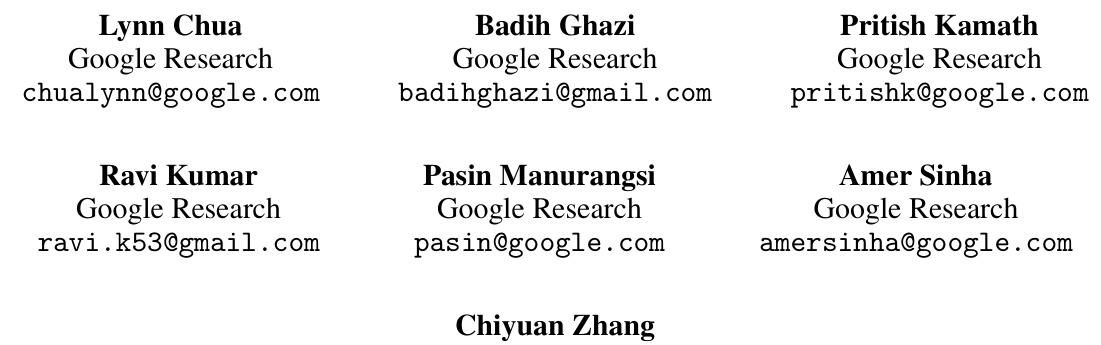 Lynn Chua
Google Research
chualynn@google.com
Badih Ghazi
Google Research
badihghazi@gmail.com
Pritish Kamath
Google Research
pritishk@google.com
Ravi Kumar
Google Research
ravi.k53@gmail.com
Pasin Manurangsi
Google Research
pasin@google.com
Amer Sinha
Google Research
amersinha@google.com
Chiyuan Zhang